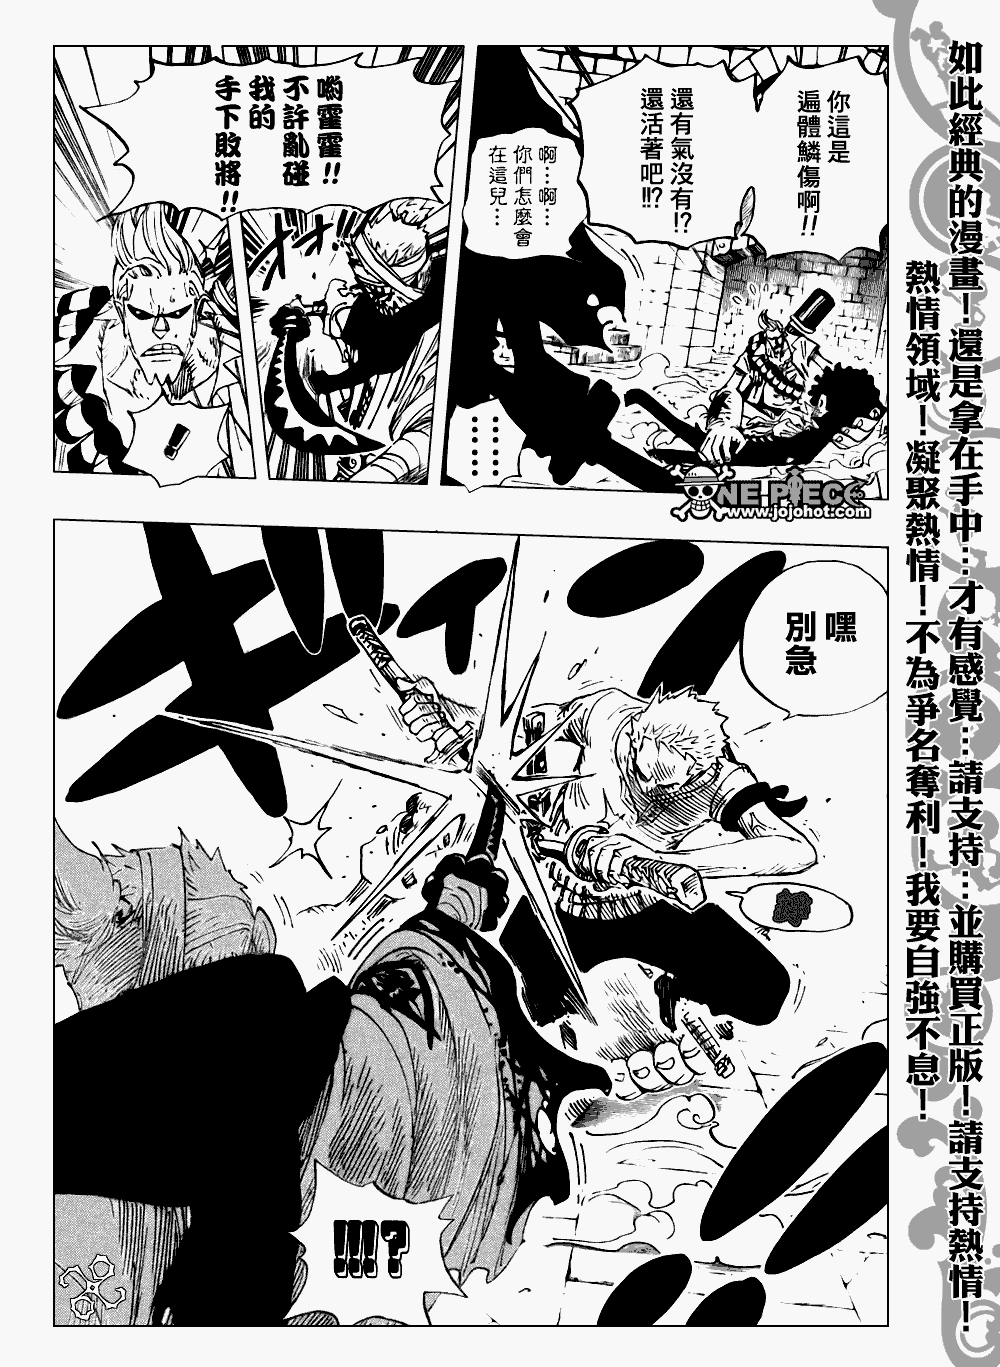 你這是
遍體鱗傷啊!!
還有氣沒有!?
還活著吧!!?
啊…啊…
你們怎麼會
在這兒…
……
喲霍霍!!
不許亂碰
我的
手下敗將!!
!
ONE PIECE
www.jojohot.com
嘿
別急
!!!?
如此經典的漫畫!還是拿在手中…才有感覺…請支持…並購買正版!請支持熱情!
熱情領域!凝聚熱情!不為爭名奪利!我要自強不息!